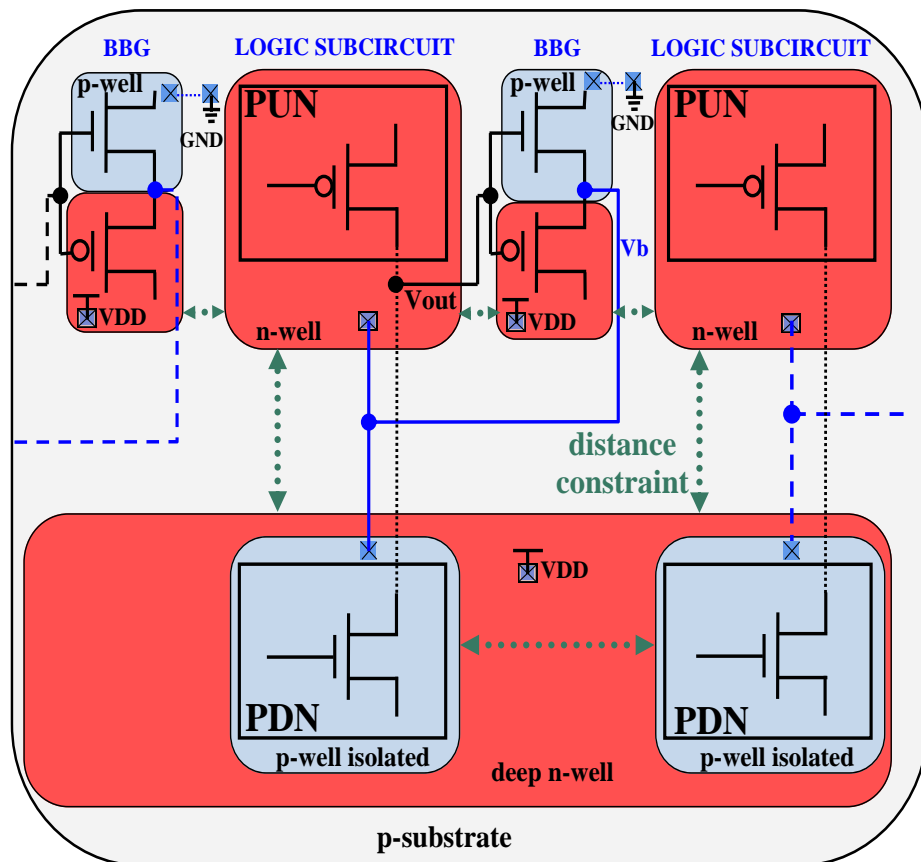 BBG
LOGIC SUBCIRCUIT
BBG
LOGIC SUBCIRCUIT
p-well
PUN
GND
p-well
PUN
GND
Vb
Vout
VDD
n-well
VDD
n-well
distance
constraint
VDD
PDN
p-well isolated
PDN
p-well isolated
deep n-well
p-substrate